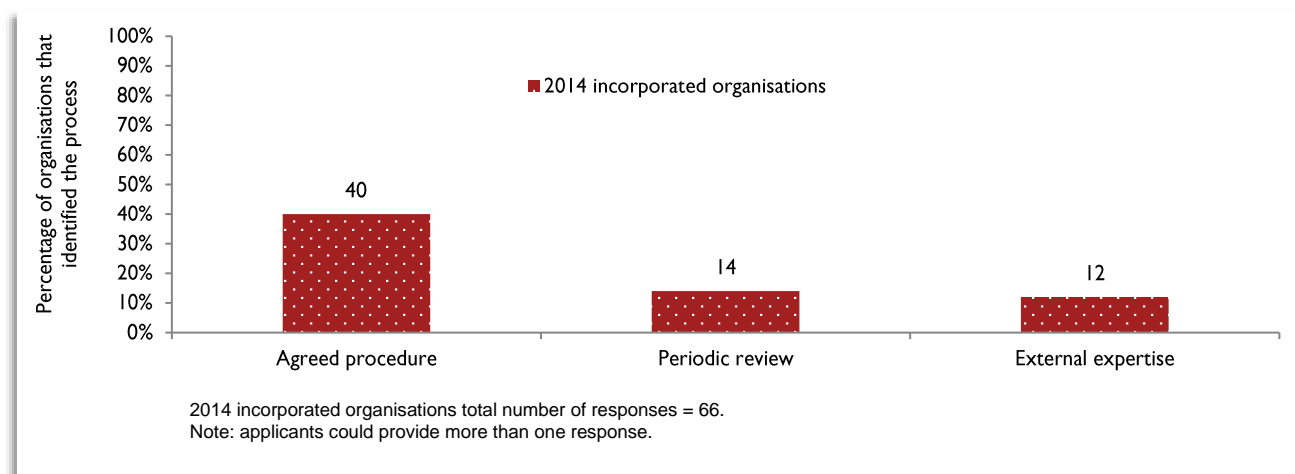 Percentage of organisations that
identified the process
100%
90%
80%
70%
60%
50%
40%
30%
20%
10%
0%
2014 incorporated organisations
40
14
12
Agreed procedure
Periodic review
External expertise
2014 incorporated organisations total number of responses = 66.
Note: applicants could provide more than one response.